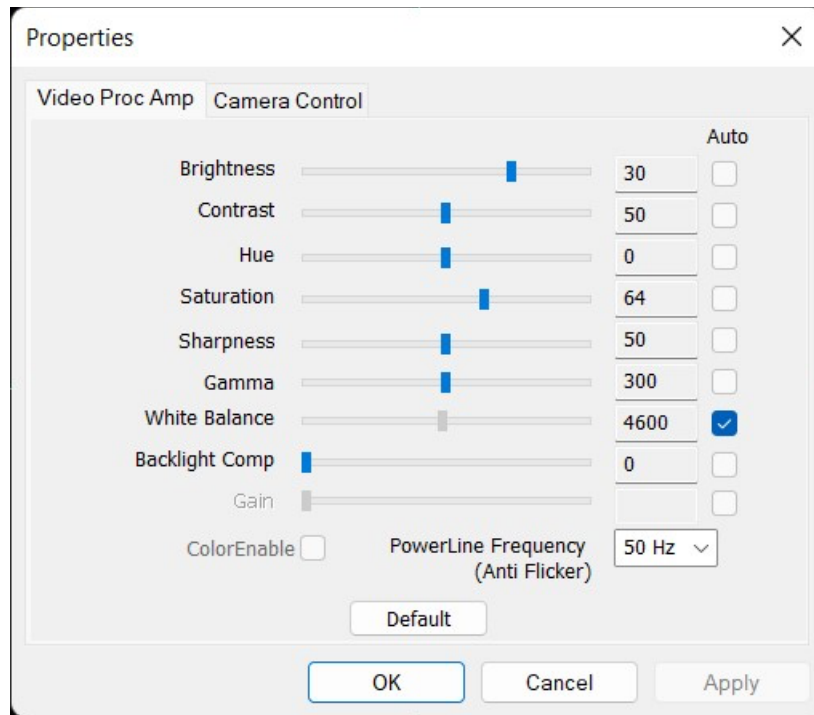 Properties
Video Proc Amp Camera Control
Auto
Brightness 30
Contrast 50
Hue 0
Saturation 64
Sharpness 50
Gamma 300
White Balance 4600
Backlight Comp 0
Gain
ColorEnable PowerLine Frequency 50 Hz
(Anti Flicker)
Default
OK Cancel Apply